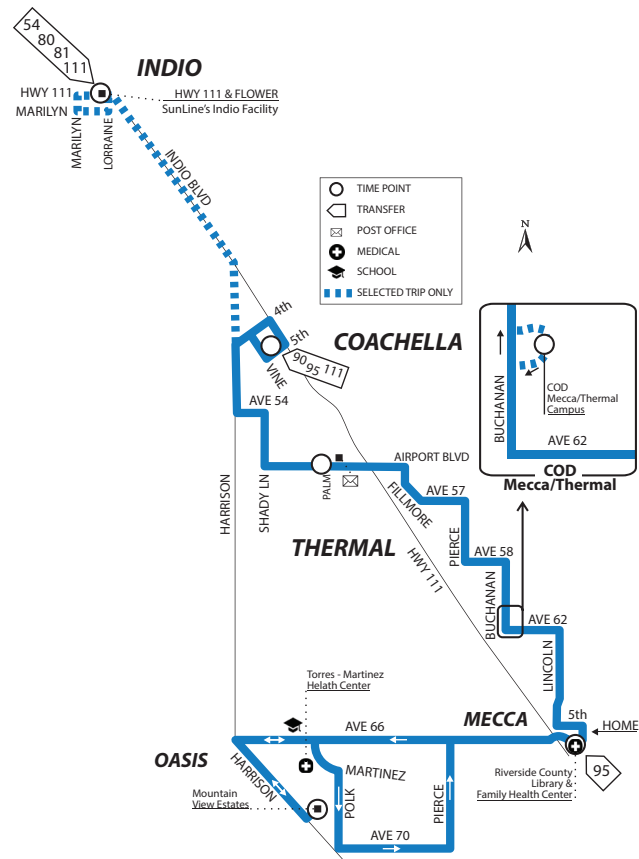 54
80
81
111
INDIO
HWY 111
MARILYN
HWY 111 & FLOWER
SunLine's Indio Facility
MARILYN
LORRAINE
INDIO BLVD
TIME POINT
TRANSFER
POST OFFICE
MEDICAL
SCHOOL
SELECTED TRIP ONLY
N
4th
5th
VINE
90
95
111
COACHELLA
BUCHANAN
COD
Mecca/Thermal
Campus
AVE 62
COD
Mecca/Thermal
AVE 54
HARRISON
SHADY LN
PALM
AIRPORT BLVD
FILLMORE
AVE 57
THERMAL
HWY 111
PIERCE
AVE 58
BUCHANAN
AVE 62
LINCOLN
5th
HOME
Torres - Martinez
Helath Center
MECCA
AVE 66
OASIS
HARRISON
MARTINEZ
Mountain
View Estates
POLK
PIERCE
AVE 70
Riverside County
Library &
Family Health Center
95